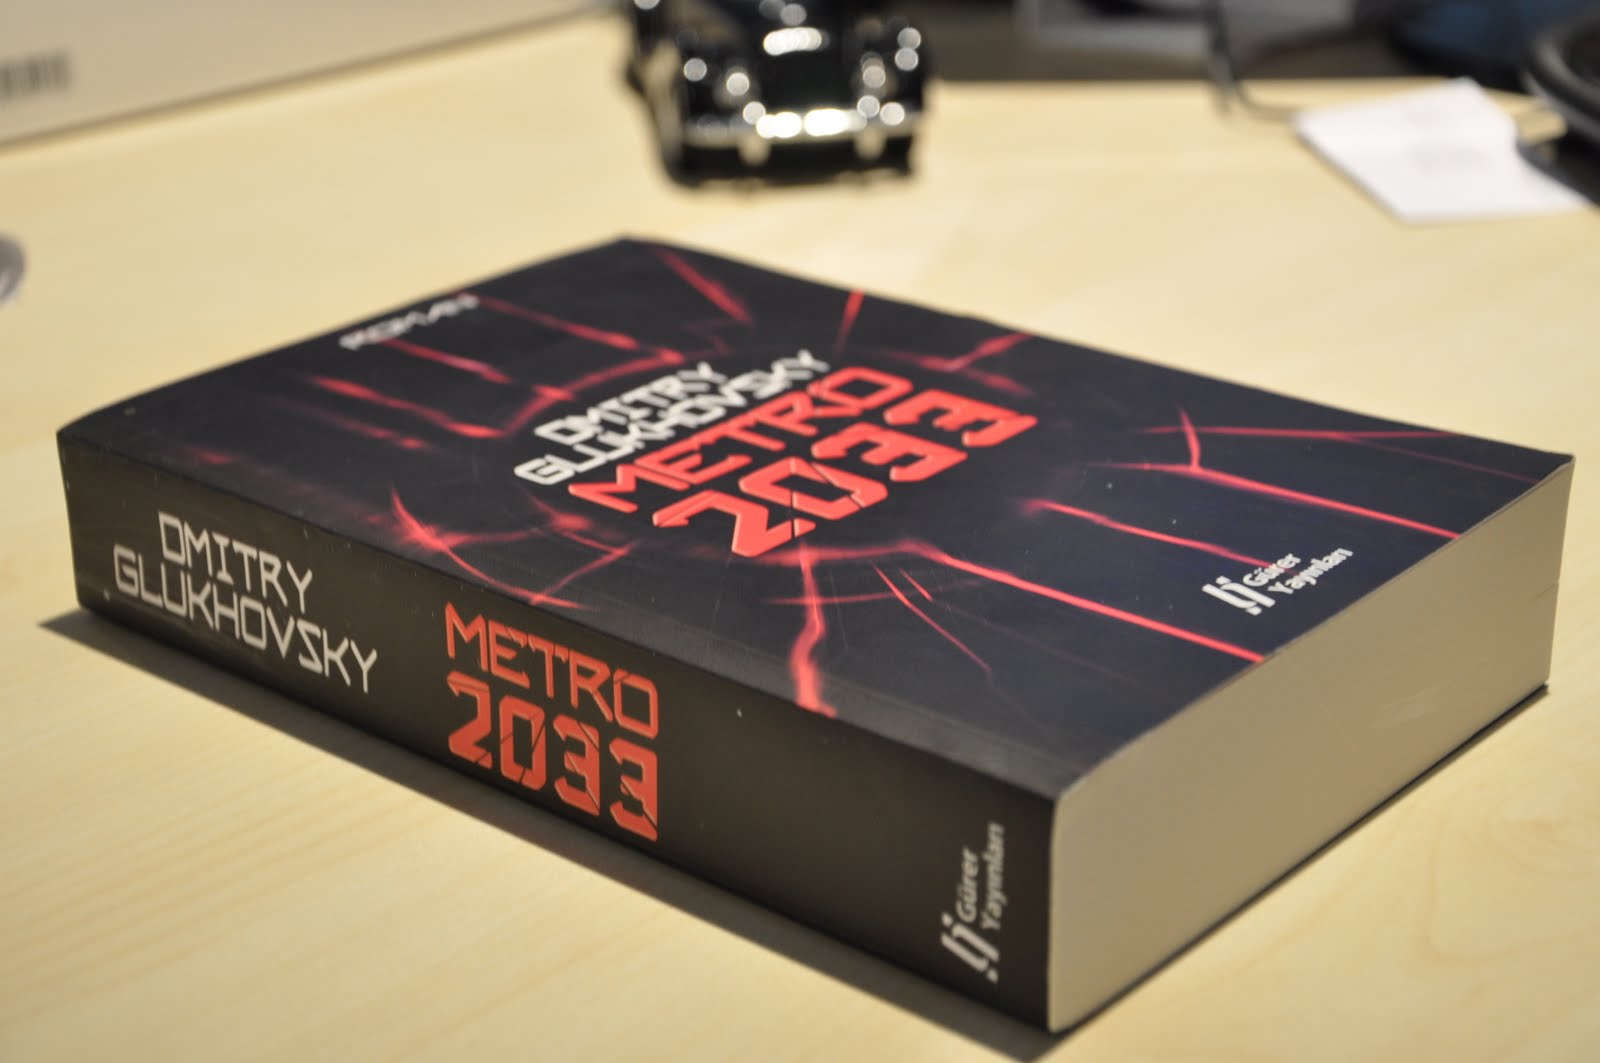 ROMAN
DMITRY
GLUKHOVSKY
METRO
2033
Gürer
Yayınları
DMITRY
GLUKHOVSKY
METRO
2033
Gürer
Yayınları